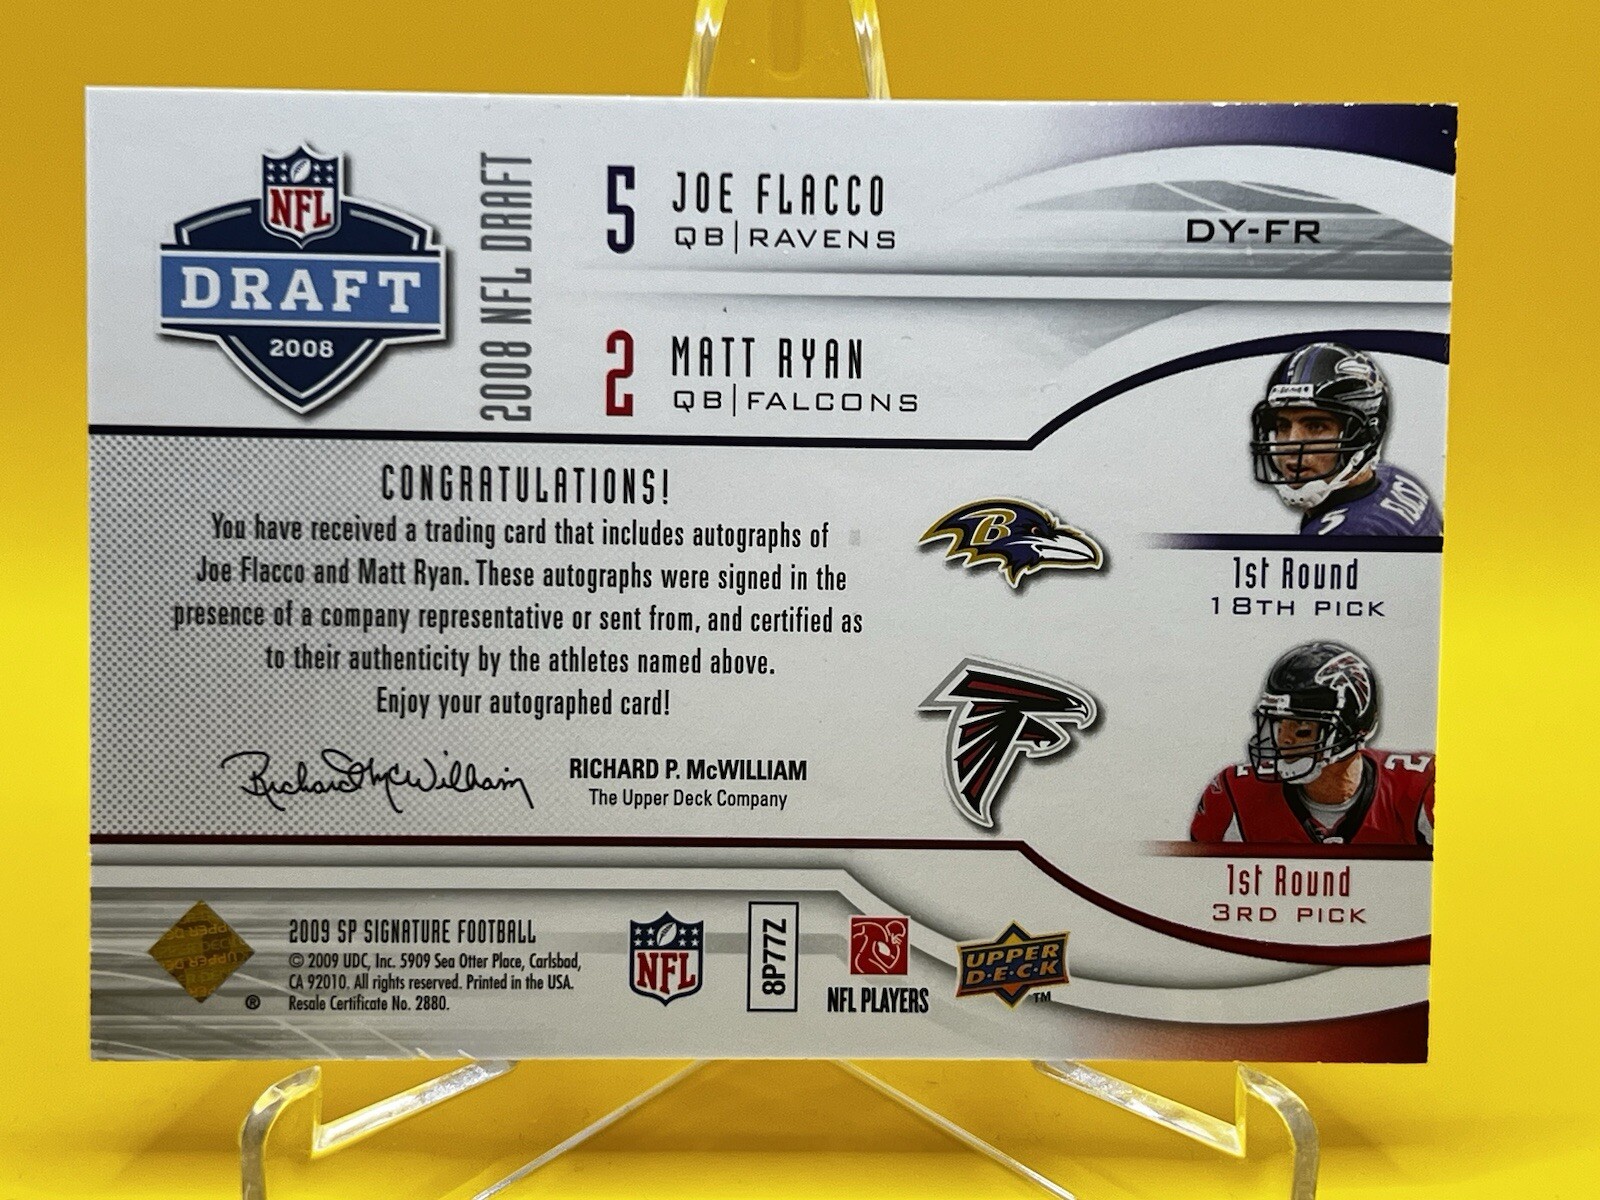 NFL
DRAFT
2008
2008 NFL DRAFT
5 JOE FLACCO
QB|RAVENS
DY-FR
2 MATT RYAN
QB|FALCONS
CONGRATULATIONS!
You have received a trading card that includes autographs of
Joe Flacco and Matt Ryan. These autographs were signed in the
presence of a company representative or sent from, and certified as
to their authenticity by the athletes named above.
Enjoy your autographed card!
Richard McWilliam
RICHARD P. McWILLIAM
The Upper Deck Company
B
5
1st Round
18TH PICK
2
1st Round
3RD PICK
UPPER DECK
®
2009 SP SIGNATURE FOOTBALL
© 2009 UDC, Inc. 5909 Sea Otter Place, Carlsbad,
CA 92010. All rights reserved. Printed in the USA.
Resale Certificate No. 2880.
NFL
8P77Z
NFL PLAYERS
UPPER
D·E·C·K
TM